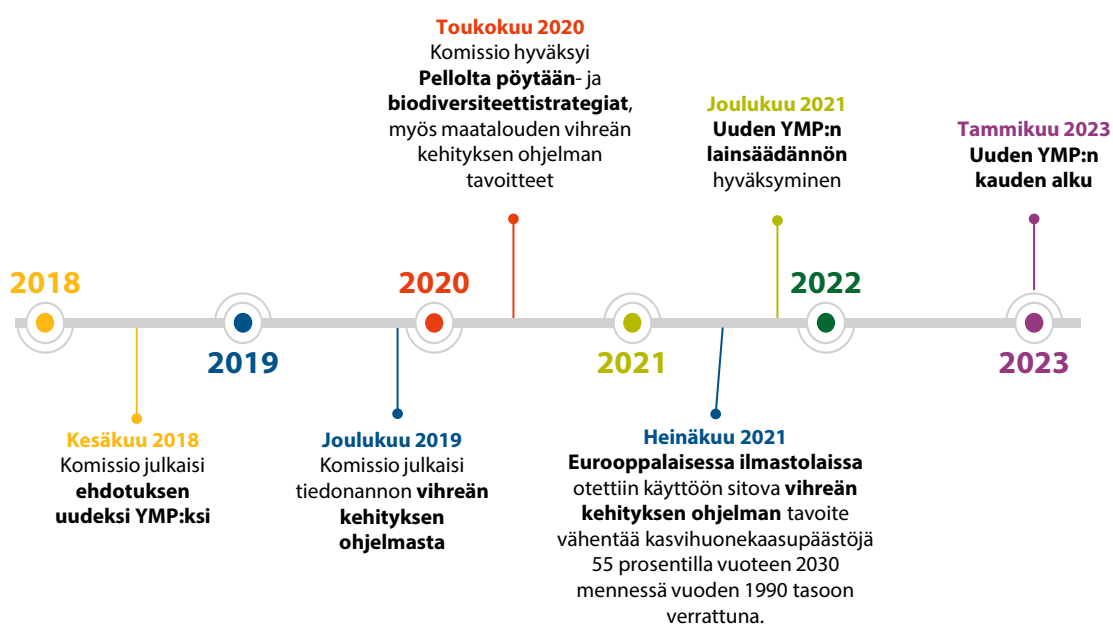 Toukokuu 2020
Komissio hyväksyi
Pellolta pöytään- ja
biodiversiteettistrategiat,
myös maatalouden vihreän
kehityksen ohjelman
tavoitteet
Joulukuu 2021
Uuden YMP:n
lainsäädännön
hyväksyminen
Tammikuu 2023
Uuden YMP:n
kauden alku
2018
2019
2020
2021
2022
2023
Kesäkuu 2018
Komissio julkaisi
ehdotuksen
uudeksi YMP:ksi
Joulukuu 2019
Komissio julkaisi
tiedonannon vihreän
kehityksen
ohjelmasta
Heinäkuu 2021
Eurooppalaisessa ilmastolaissa
otettiin käyttöön sitova vihreän
kehityksen ohjelman tavoite
vähentää kasvihuonekaasupäästöjä
55 prosentilla vuoteen 2030
mennessä vuoden 1990 tasoon
verrattuna.